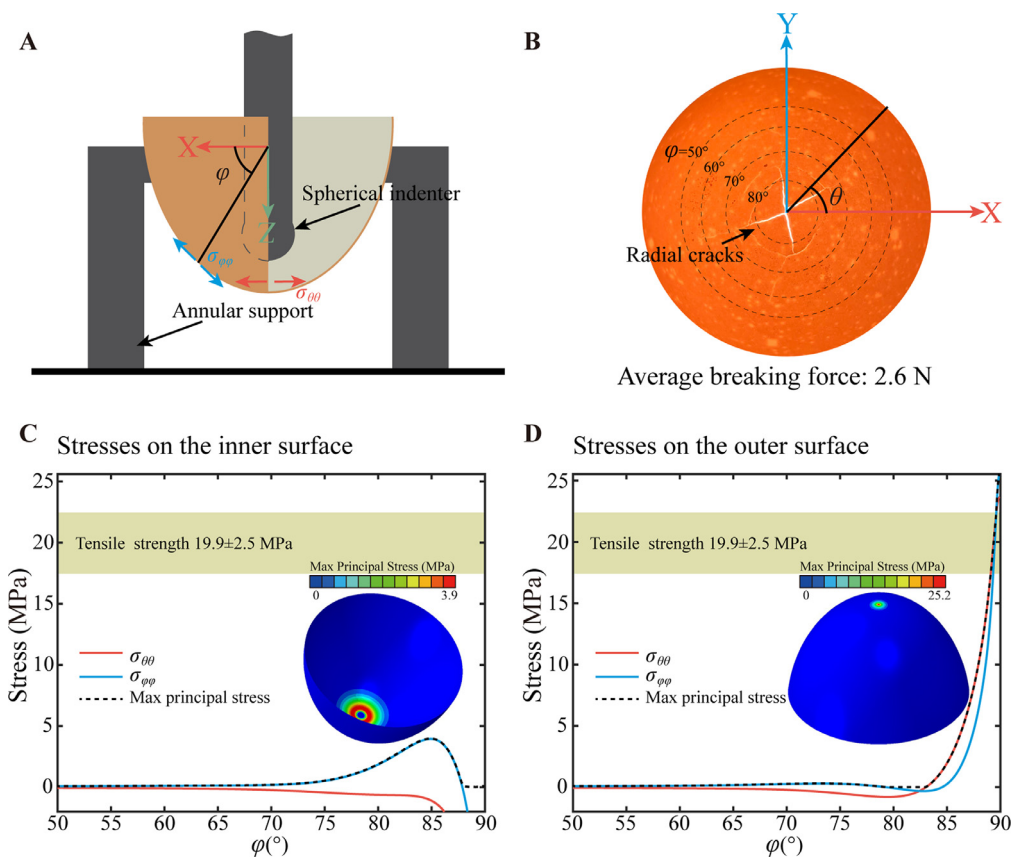 A
X
φ
Z
Spherical indenter
σφφ
σθθ
Annular support
B
Y
φ=50°
60°
70°
80°
θ
X
Radial cracks
Average breaking force: 2.6 N
C
Stresses on the inner surface
Stress (MPa)
25
20
15
10
5
0
Tensile strength 19.9±2.5 MPa
Max Principal Stress (MPa)
0 3.9
σθθ
σφφ
Max principal stress
50 55 60 65 70 75 80 85 90
φ(°)
D
Stresses on the outer surface
Stress (MPa)
25
20
15
10
5
0
Tensile strength 19.9±2.5 MPa
Max Principal Stress (MPa)
0 25.2
σθθ
σφφ
Max principal stress
50 55 60 65 70 75 80 85 90
φ(°)